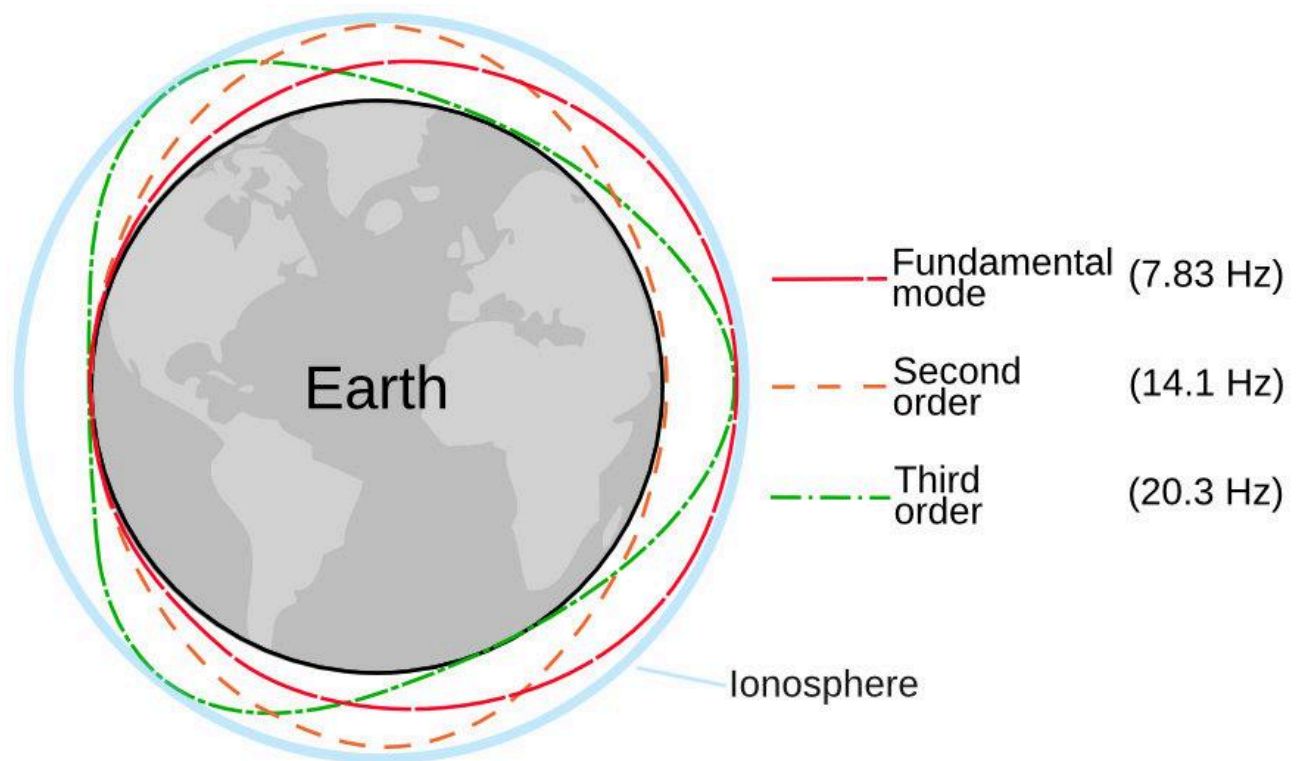 Earth
Fundamental
mode
(7.83 Hz)
Second
order
(14.1 Hz)
Third
order
(20.3 Hz)
Ionosphere